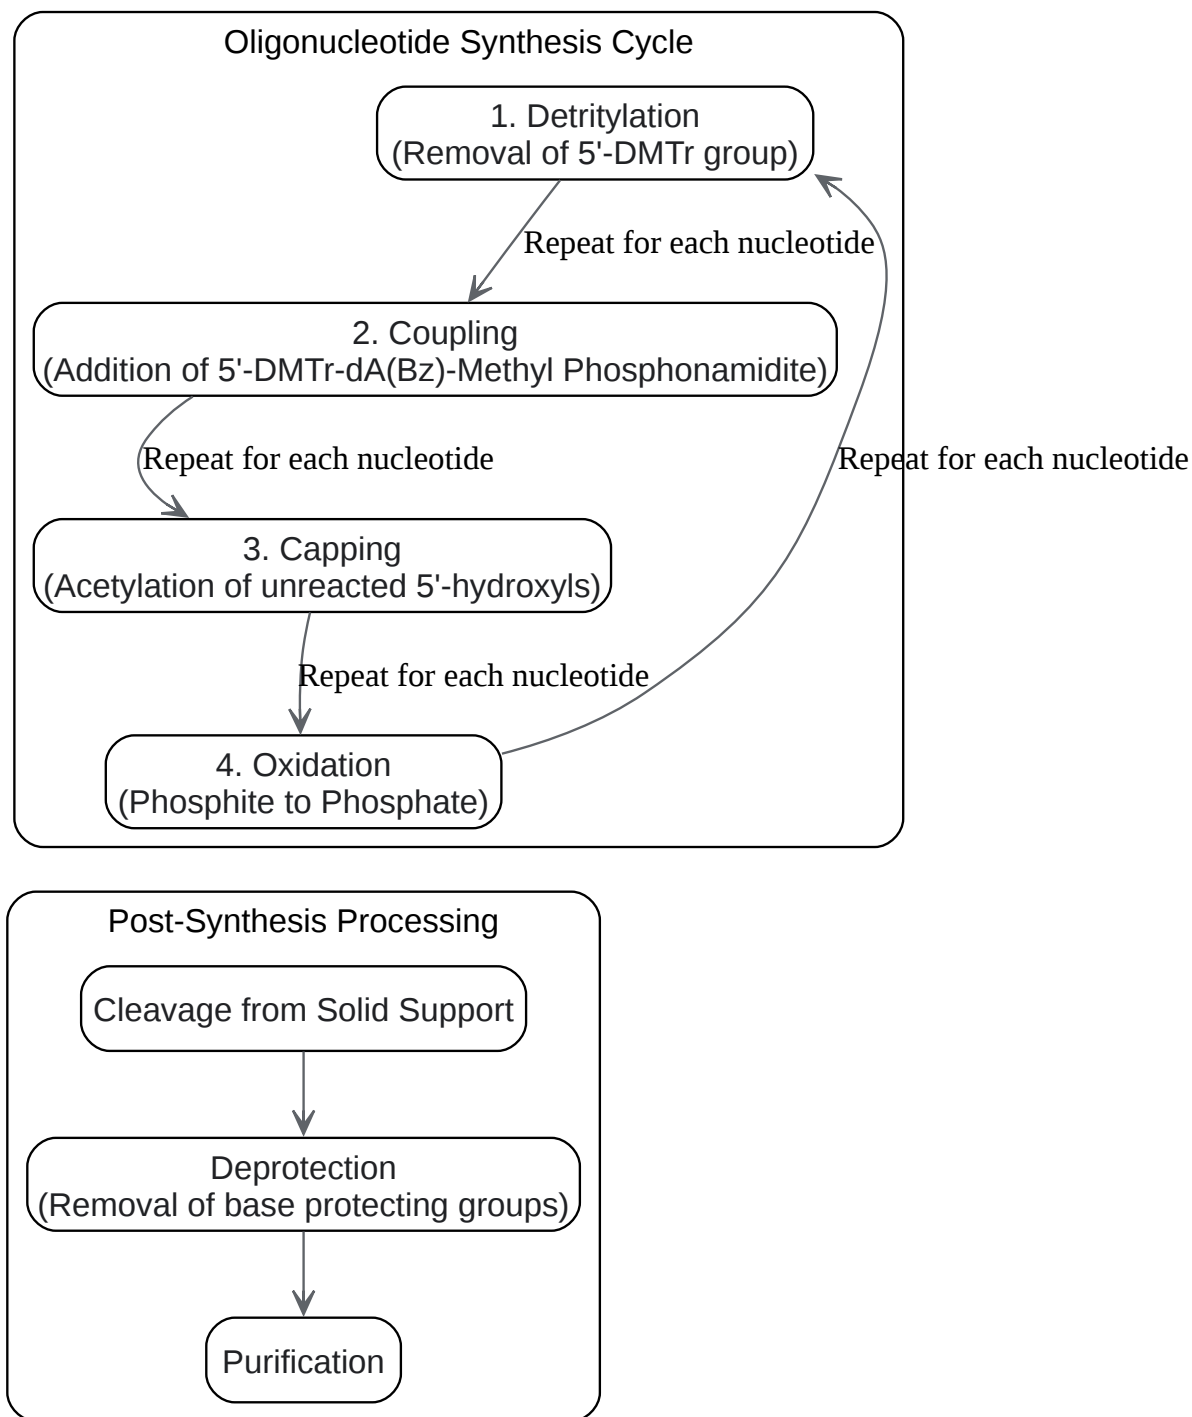 Oligonucleotide Synthesis Cycle
1. Detritylation
(Removal of 5'-DMTr group)
Repeat for each nucleotide
2. Coupling
(Addition of 5'-DMTr-dA(Bz)-Methyl Phosphonamidite)
Repeat for each nucleotide
Repeat for each nucleotide
3. Capping
(Acetylation of unreacted 5'-hydroxyls)
Repeat for each nucleotide
4. Oxidation
(Phosphite to Phosphate)
Post-Synthesis Processing
Cleavage from Solid Support
Deprotection
(Removal of base protecting groups)
Purification